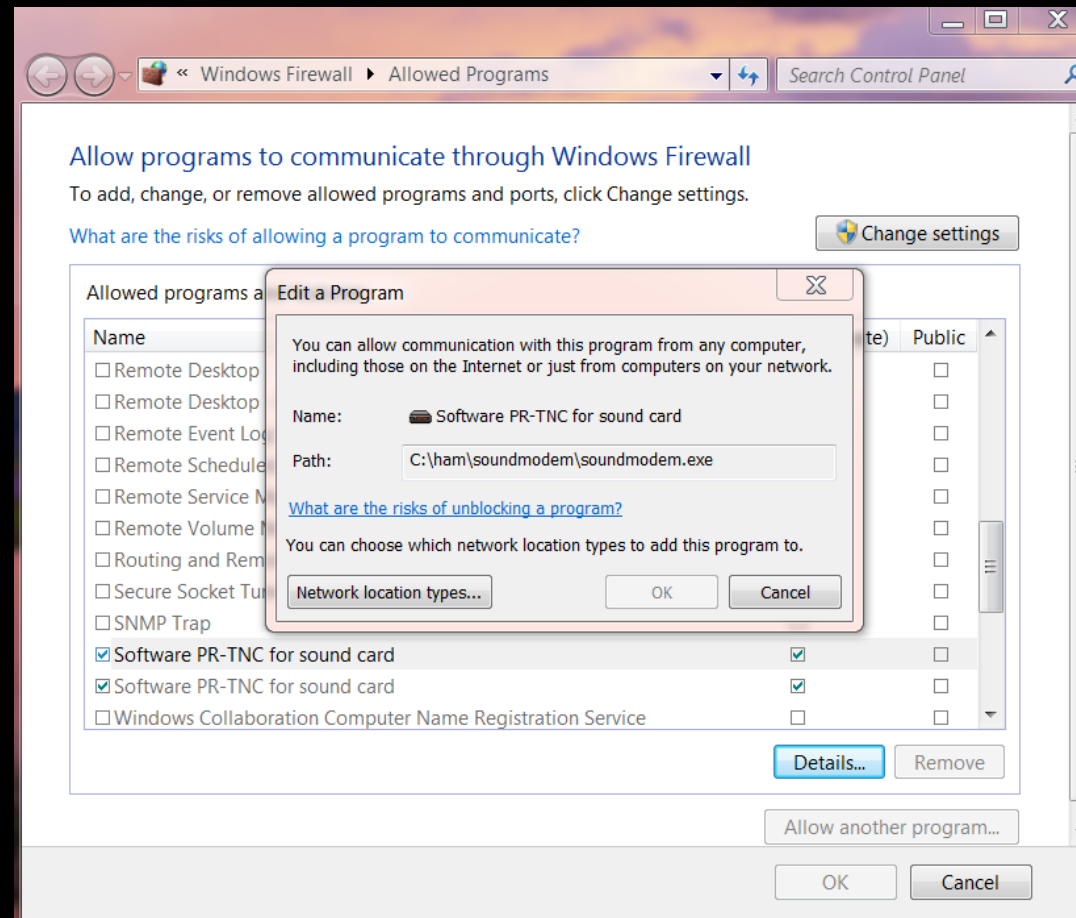 « Windows Firewall Allowed Programs
Search Control Panel
Allow programs to communicate through Windows Firewall
To add, change, or remove allowed programs and ports, click Change settings.
What are the risks of allowing a program to communicate?
Change settings
Allowed programs a
Name
te) Public
Remote Desktop
Remote Desktop
Remote Event Log
Remote Schedule
Remote Service M
Remote Volume
Routing and Rem
Secure Socket Tun
SNMP Trap
Software PR-TNC for sound card
Software PR-TNC for sound card
Windows Collaboration Computer Name Registration Service
Edit a Program
You can allow communication with this program from any computer,
including those on the Internet or just from computers on your network.
Name: Software PR-TNC for sound card
Path: C:\ham\soundmodem\soundmodem.exe
What are the risks of unblocking a program?
You can choose which network location types to add this program to.
Network location types... OK Cancel
Details... Remove
Allow another program...
OK Cancel